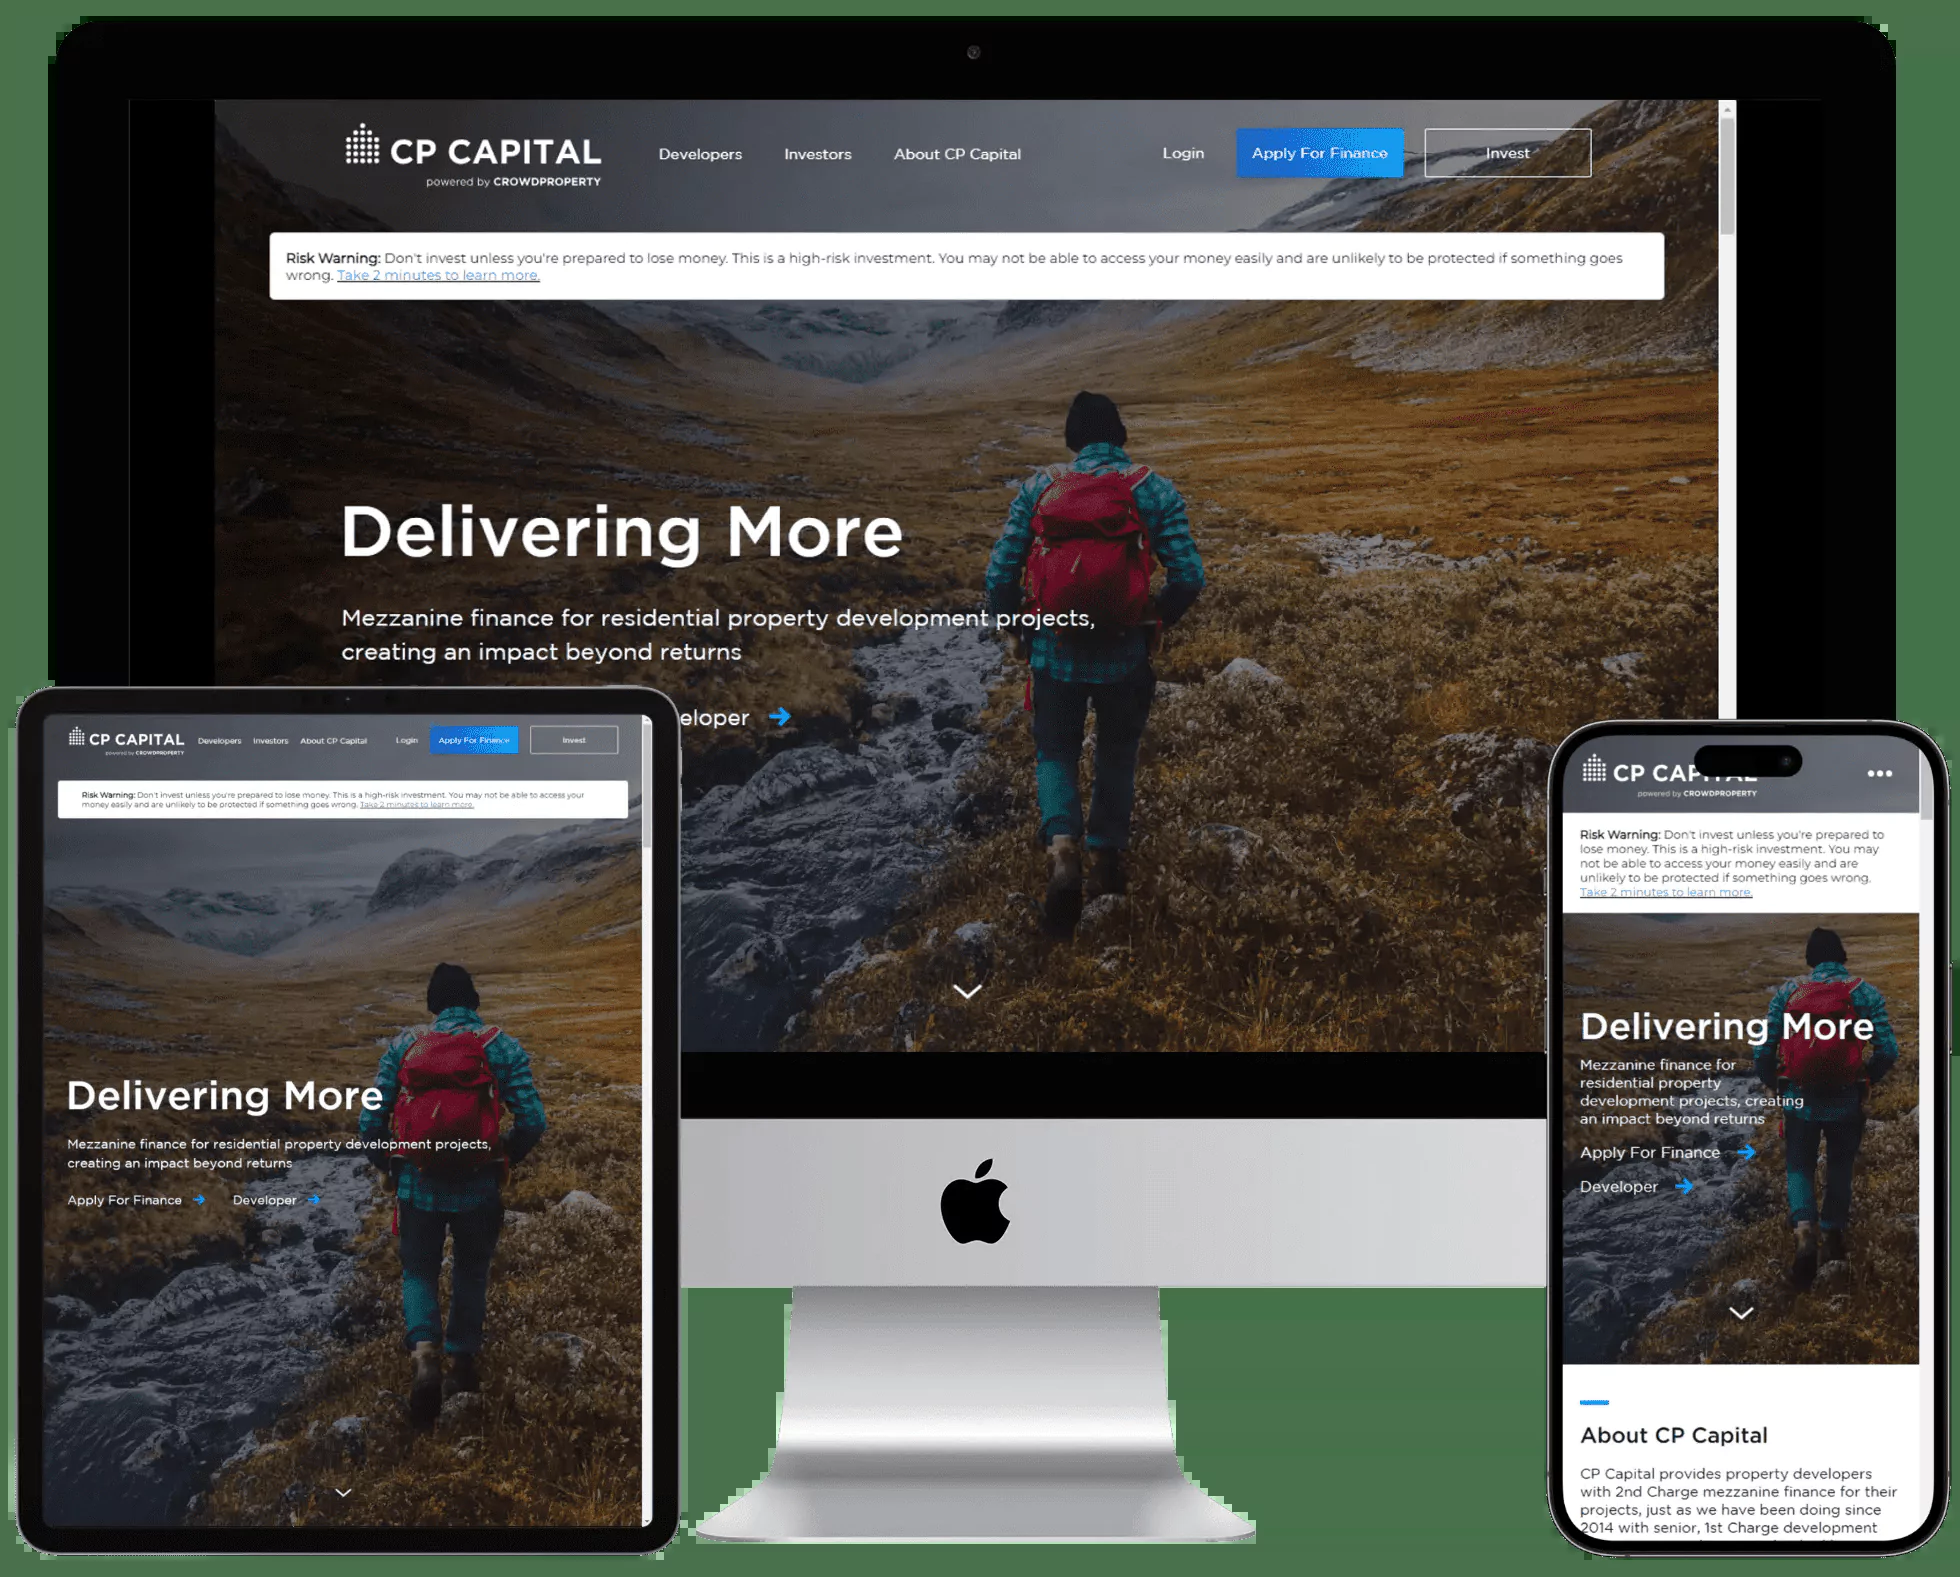 CP CAPITAL
powered by CROWDPROPERTY
Developers Investors About CP Capital Login Apply For Finance Invest
Risk Warning: Don't invest unless you're prepared to lose money. This is a high-risk investment. You may not be able to access your money easily and are unlikely to be protected if something goes
wrong. Take 2 minutes to learn more.
Delivering More
Mezzanine finance for residential property development projects,
creating an impact beyond returns
eloper
CP CAPITAL
powered by CROWDPROPERTY
Developers Investors About CP Capital Login Apply For Finance Invest
Risk Warning: Don't invest unless you're prepared to lose money. This is a high-risk investment. You may not be able to access your
money easily and are unlikely to be protected if something goes wrong. Take 2 minutes to learn more.
Delivering More
Mezzanine finance for residential property development projects,
creating an impact beyond returns
Apply For Finance Developer
CP CAPITAL
powered by CROWDPROPERTY
Risk Warning: Don't invest unless you're prepared to
lose money. This is a high-risk investment. You may
not be able to access your money easily and are
unlikely to be protected if something goes wrong.
Take 2 minutes to learn more.
Delivering More
Mezzanine finance for
residential property
development projects, creating
an impact beyond returns
Apply For Finance
Developer
About CP Capital
CP Capital provides property developers
with 2nd Charge mezzanine finance for their
projects, just as we have been doing since
2014 with senior, 1st Charge development